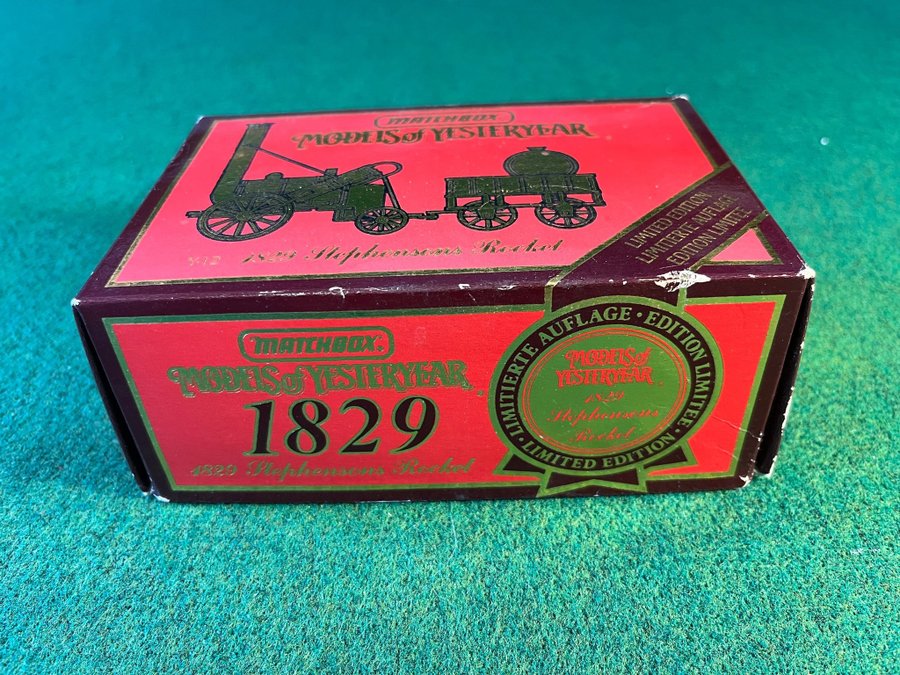 MATCHBOX
MODELS of YESTERYEAR
Y-12 1829 Stephensons Rocket
LIMITED EDITION
LIMITIERTE AUFLAGE
EDITION LIMITÉE
MATCHBOX
MODELS of YESTERYEAR
1829
1829 Stephensons Rocket
· LIMITIERTE AUFLAGE · EDITION LIMITÉE · LIMITED EDITION
MODELS of
YESTERYEAR
1829
Stephensons
Rocket